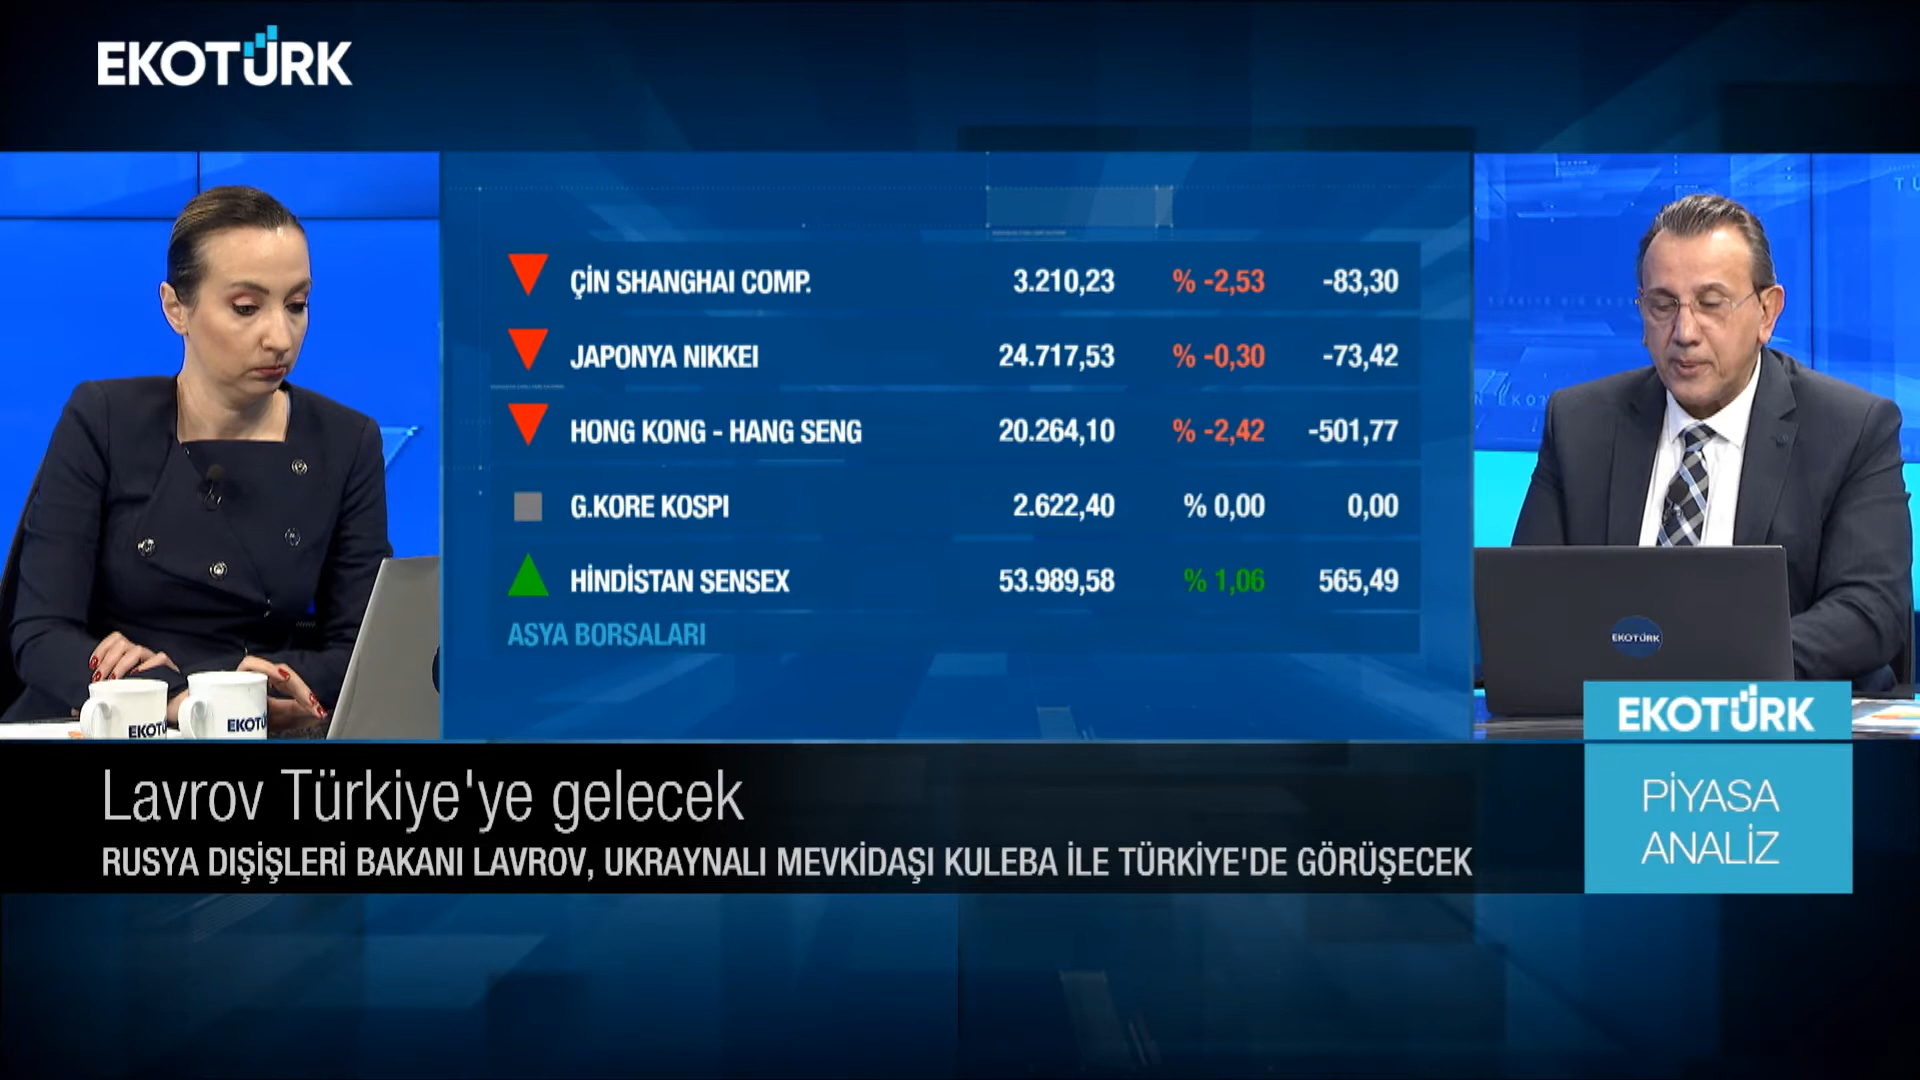 EKOTÜRK
ÇİN SHANGHAI COMP. 3.210,23 % -2,53 -83,30
JAPONYA NIKKEI 24.717,53 % -0,30 -73,42
HONG KONG - HANG SENG 20.264,10 % -2,42 -501,77
G.KORE KOSPI 2.622,40 % 0,00 0,00
HİNDİSTAN SENSEX 53.989,58 % 1,06 565,49
ASYA BORSALARI
EKOTÜRK
EKOTÜRK
PİYASA
ANALİZ
Lavrov Türkiye'ye gelecek
RUSYA DIŞİŞLERİ BAKANI LAVROV, UKRAYNALI MEVKİDAŞI KULEBA İLE TÜRKİYE'DE GÖRÜŞECEK